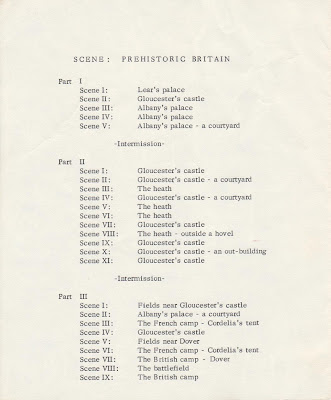 SCENE: PREHISTORIC BRITAIN
Part I
Scene I: Lear's palace
Scene II: Gloucester's castle
Scene III: Albany's palace
Scene IV: Albany's palace
Scene V: Albany's palace - a courtyard
-Intermission-
Part II
Scene I: Gloucester's castle
Scene II: Gloucester's castle - a courtyard
Scene III: The heath
Scene IV: Gloucester's castle - a courtyard
Scene V: The heath
Scene VI: The heath
Scene VII: Gloucester's castle
Scene VIII: The heath - outside a hovel
Scene IX: Gloucester's castle
Scene X: Gloucester's castle - an out-building
Scene XI: Gloucester's castle
-Intermission-
Part III
Scene I: Fields near Gloucester's castle
Scene II: Albany's palace - a courtyard
Scene III: The French camp - Cordelia's tent
Scene IV: Gloucester's castle
Scene V: Fields near Dover
Scene VI: The French camp - Cordelia's tent
Scene VII: The British camp - Dover
Scene VIII: The battlefield
Scene IX: The British camp